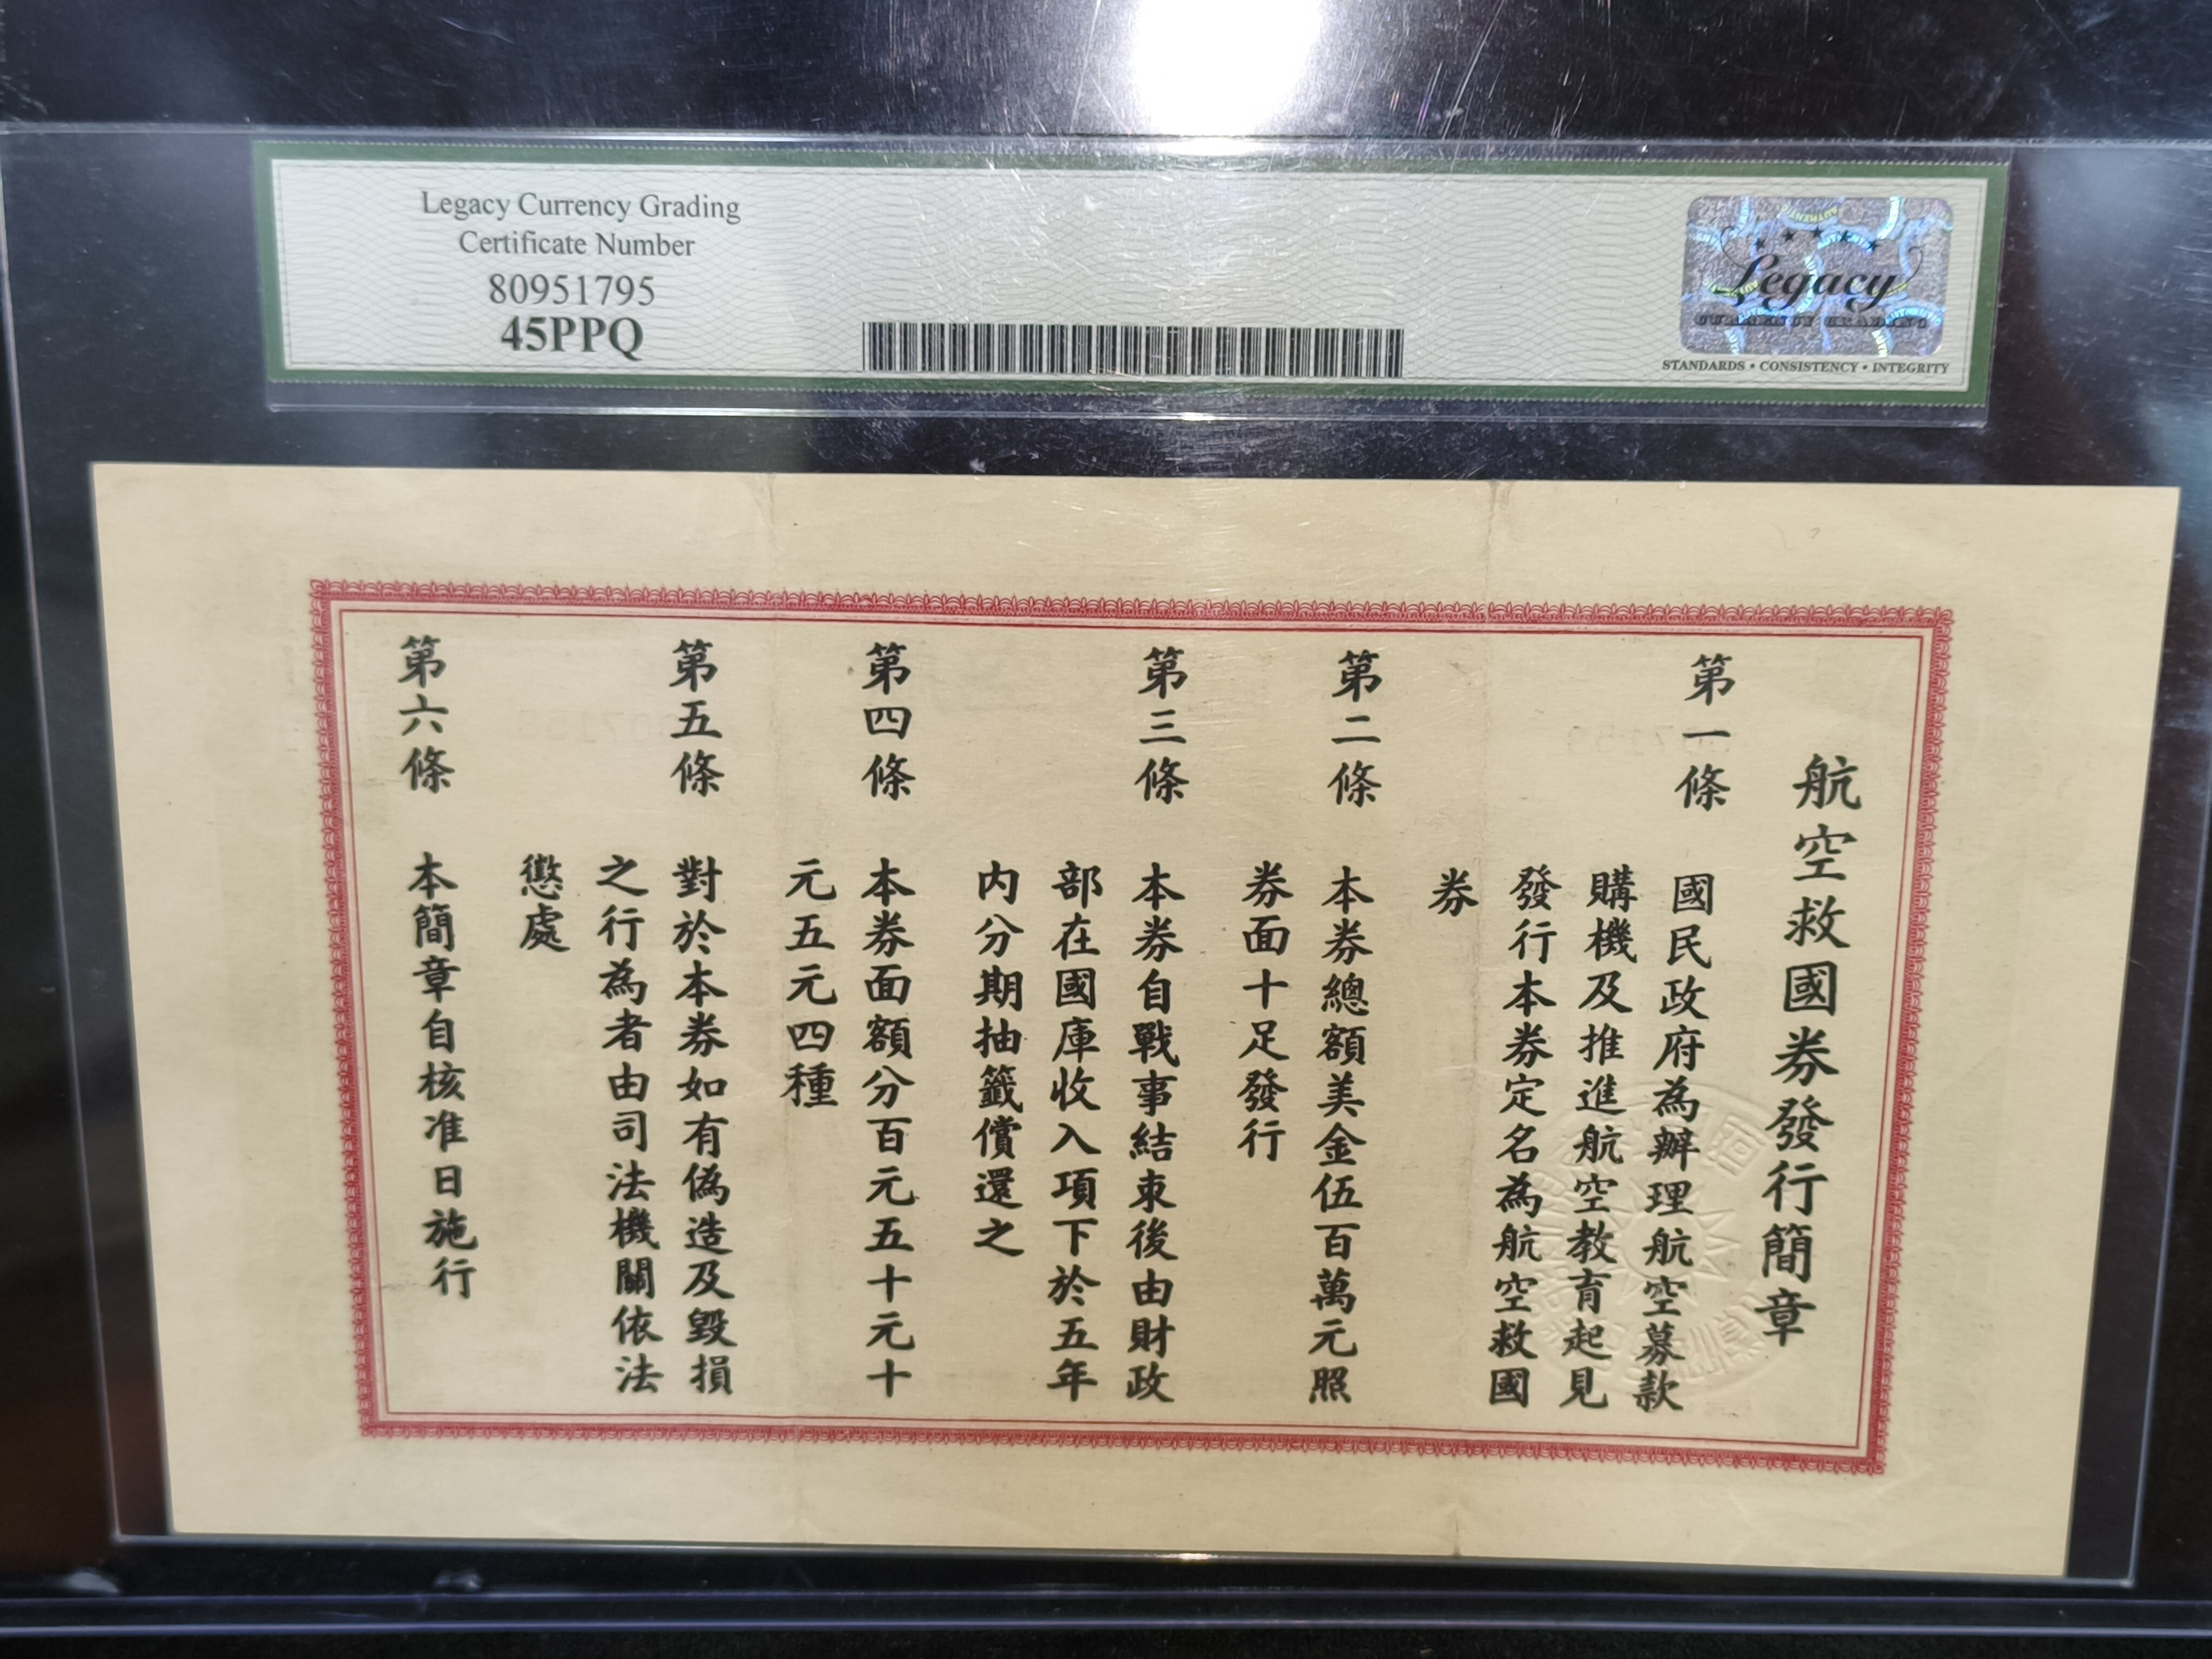 Legacy Currency Grading
Certificate Number
80951795
45PPQ
Legacy
CURRENCY GRADING
STANDARDS • CONSISTENCY • INTEGRITY
航空救國券發行簡章
第一條 國民政府為辦理航空募款
購機及推進航空教育起見
發行本券定名為航空救國
券
第二條 本券總額美金伍百萬元照
券面十足發行
第三條 本券自戰事結束後由財政
部在國庫收入項下於五年
內分期抽籤償還之
第四條 本券面額分百元五十元十
元五元四種
第五條 對於本券如有偽造及毀損
之行為者由司法機關依法
懲處
第六條 本簡章自核准日施行